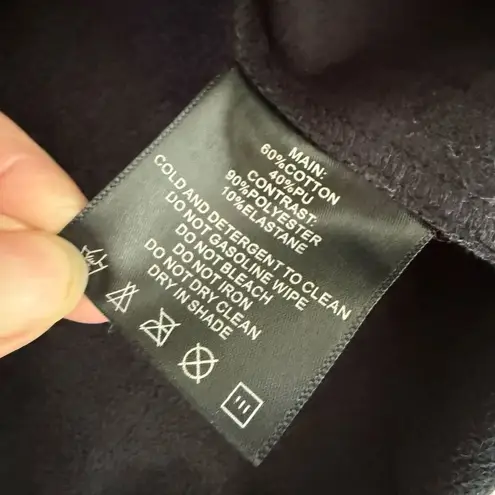 MAIN:
60%COTTON
40%PU
CONTRAST:
90%POLYESTER
10%ELASTANE
COLD AND DETERGENT TO CLEAN
DO NOT GASOLINE WIPE
DO NOT BLEACH
DO NOT IRON
DO NOT DRY CLEAN
DRY IN SHADE